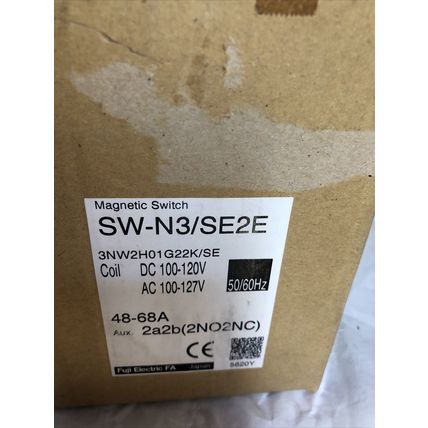 Magnetic Switch
SW-N3/SE2E
3NW2H01G22K/SE
Coil DC 100-120V
AC 100-127V 50/60Hz
48-68A
Aux. 2a2b(2NO2NC)
CE
Fuji Electric FA Japan 5620Y